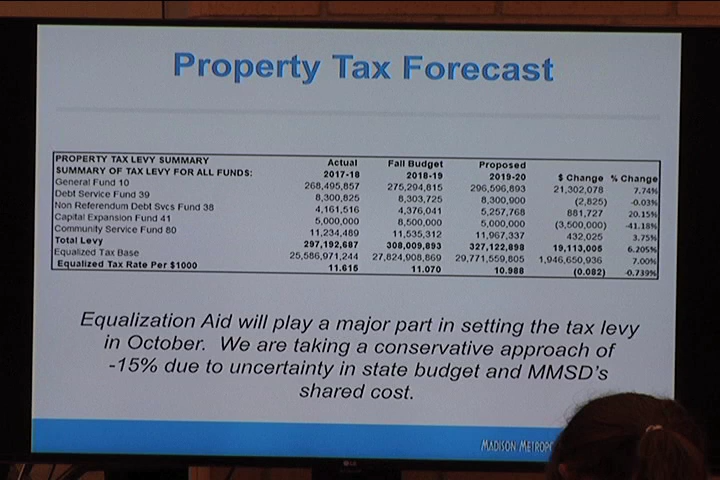 Property Tax Forecast
PROPERTY TAX LEVY SUMMARY Actual Fall Budget Proposed
SUMMARY OF TAX LEVY FOR ALL FUNDS: 2017-18 2018-19 2019-20 $ Change % Change
General Fund 10 268,495,857 275,294,815 296,596,893 21,302,078 7.74%
Debt Service Fund 39 8,300,825 8,303,725 8,300,900 (2,825) -0.03%
Non Referendum Debt Svcs Fund 38 4,161,516 4,376,041 5,257,768 881,727 20.15%
Capital Expansion Fund 41 5,000,000 8,500,000 5,000,000 (3,500,000) -41.18%
Community Service Fund 80 11,234,489 11,535,312 11,967,337 432,025 3.75%
Total Levy 297,192,687 308,009,893 327,122,898 19,113,005 6.205%
Equalized Tax Base 25,586,971,244 27,824,908,869 29,771,559,805 1,946,650,936 7.00%
Equalized Tax Rate Per $1000 11.615 11.070 10.988 (0.082) -0.739%
Equalization Aid will play a major part in setting the tax levy
in October. We are taking a conservative approach of
-15% due to uncertainty in state budget and MMSD's
shared cost.
MADISON METROP
LG